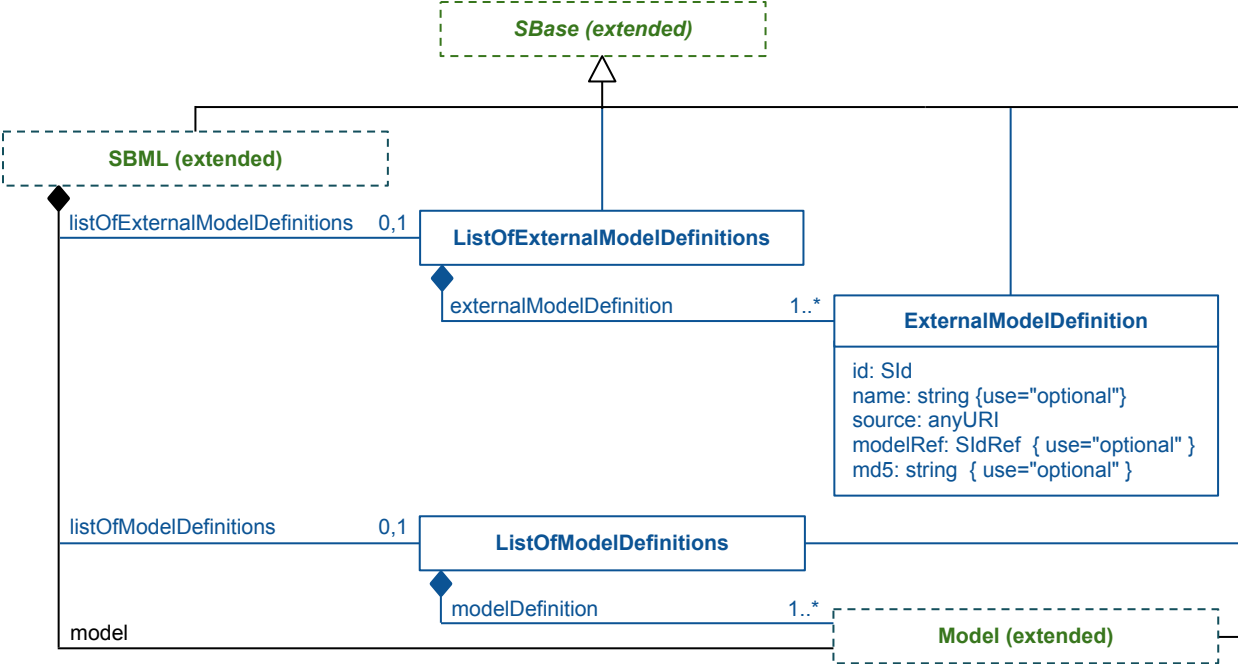 SBase (extended)
SBML (extended)
listOfExternalModelDefinitions 0,1
ListOfExternalModelDefinitions
externalModelDefinition 1..*
ExternalModelDefinition
id: SId
name: string {use="optional"}
source: anyURI
modelRef: SIdRef { use="optional" }
md5: string { use="optional" }
listOfModelDefinitions 0,1
ListOfModelDefinitions
modelDefinition 1..*
model
Model (extended)